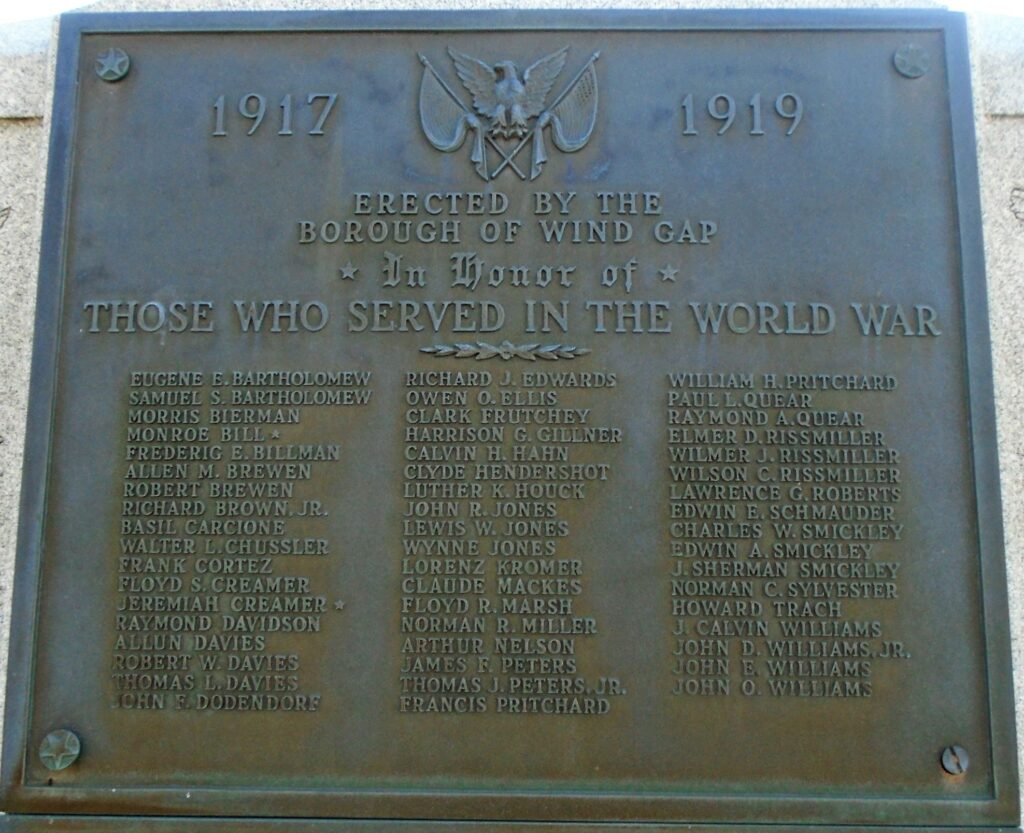 1917 1919
ERECTED BY THE
BOROUGH OF WIND GAP
★ In Honor of ★
THOSE WHO SERVED IN THE WORLD WAR
EUGENE E. BARTHOLOMEW
SAMUEL S. BARTHOLOMEW
MORRIS BIERMAN
MONROE BILL ★
FREDERIG E. BILLMAN
ALLEN M. BREWEN
ROBERT BREWEN
RICHARD BROWN, JR.
BASIL CARCIONE
WALTER L. CHUSSLER
FRANK CORTEZ
FLOYD S. CREAMER
JEREMIAH CREAMER ★
RAYMOND DAVIDSON
ALLUN DAVIES
ROBERT W. DAVIES
THOMAS L. DAVIES
JOHN F. DODENDORF
RICHARD J. EDWARDS
OWEN O. ELLIS
CLARK FRUTCHEY
HARRISON G. GILLNER
CALVIN H. HAHN
CLYDE HENDERSHOT
LUTHER K. HOUCK
JOHN R. JONES
LEWIS W. JONES
WYNNE JONES
LORENZ KROMER
CLAUDE MACKES
FLOYD R. MARSH
NORMAN R. MILLER
ARTHUR NELSON
JAMES F. PETERS
THOMAS J. PETERS, JR.
FRANCIS PRITCHARD
WILLIAM H. PRITCHARD
PAUL L. QUEAR
RAYMOND A. QUEAR
ELMER D. RISSMILLER
WILMER J. RISSMILLER
WILSON C. RISSMILLER
LAWRENCE G. ROBERTS
EDWIN E. SCHMAUDER
CHARLES W. SMICKLEY
EDWIN A. SMICKLEY
J. SHERMAN SMICKLEY
NORMAN C. SYLVESTER
HOWARD TRACH
J. CALVIN WILLIAMS
JOHN D. WILLIAMS, JR.
JOHN E. WILLIAMS
JOHN O. WILLIAMS